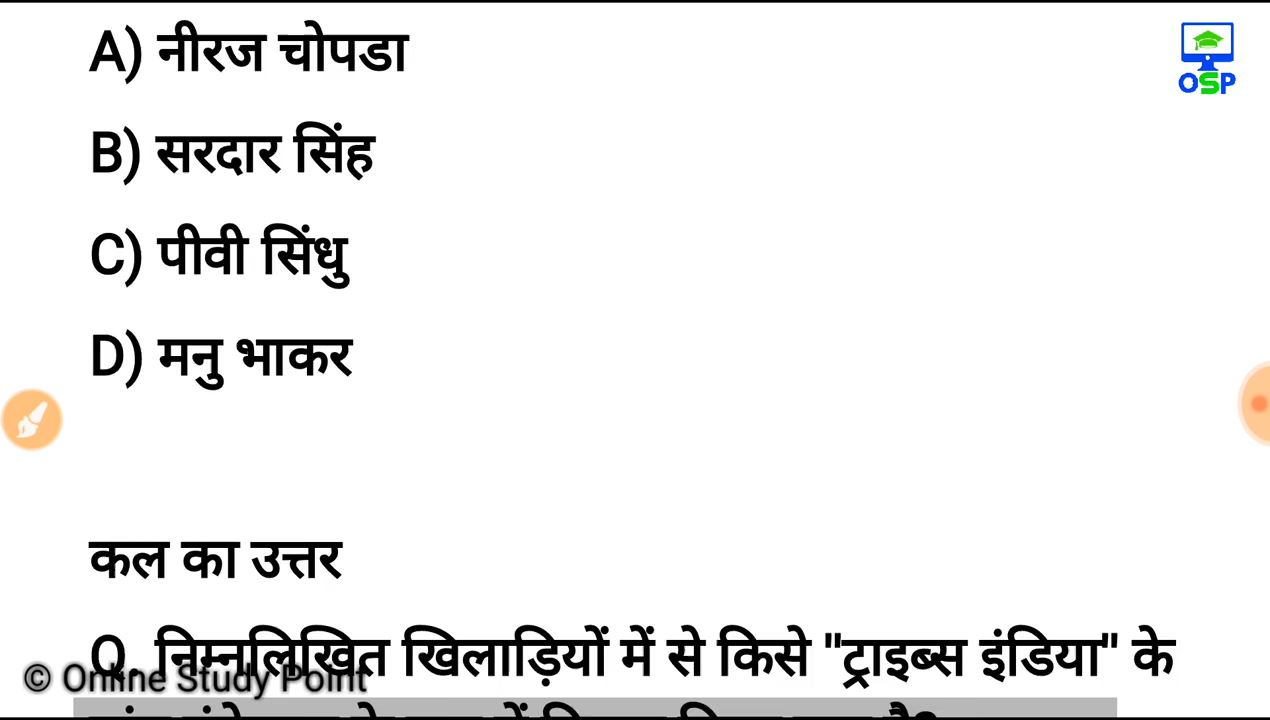 A) नीरज चोपडा
OSP
B) सरदार सिंह
C) पीवी सिंधु
D) मनु भाकर
कल का उत्तर
Q. निम्नलिखित खिलाड़ियों में से किसे "ट्राइब्स इंडिया" के
© Online Study Point